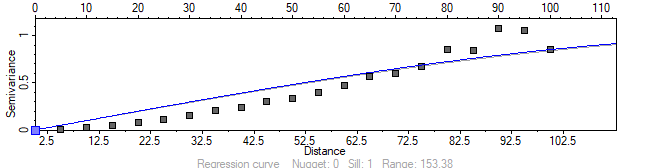 0 10 20 30 40 50 60 70 80 90 100 110
1
0.5
0
Semivariance
2.5 12.5 22.5 32.5 42.5 52.5 62.5 72.5 82.5 92.5 102.5
Distance
Regression curve Nugget: 0 Sill: 1 Range: 153.38